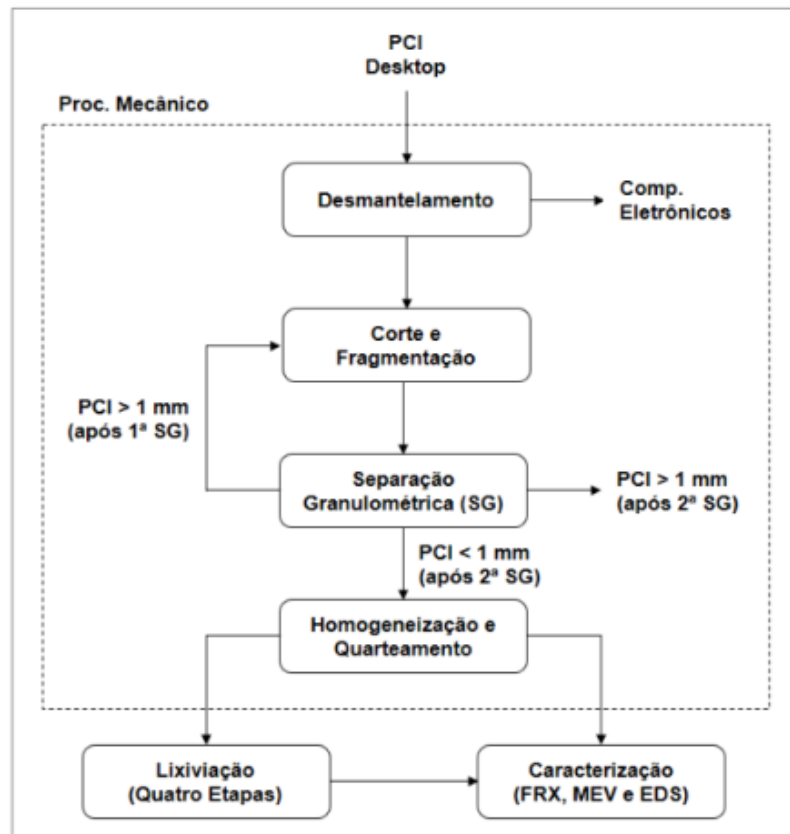 PCI
Desktop
Proc. Mecânico
Desmantelamento
Comp.
Eletrônicos
Corte e
Fragmentação
PCI > 1 mm
(após 1ª SG)
Separação
Granulométrica (SG)
PCI > 1 mm
(após 2ª SG)
PCI < 1 mm
(após 2ª SG)
Homogeneização e
Quarteamento
Lixiviação
(Quatro Etapas)
Caracterização
(FRX, MEV e EDS)